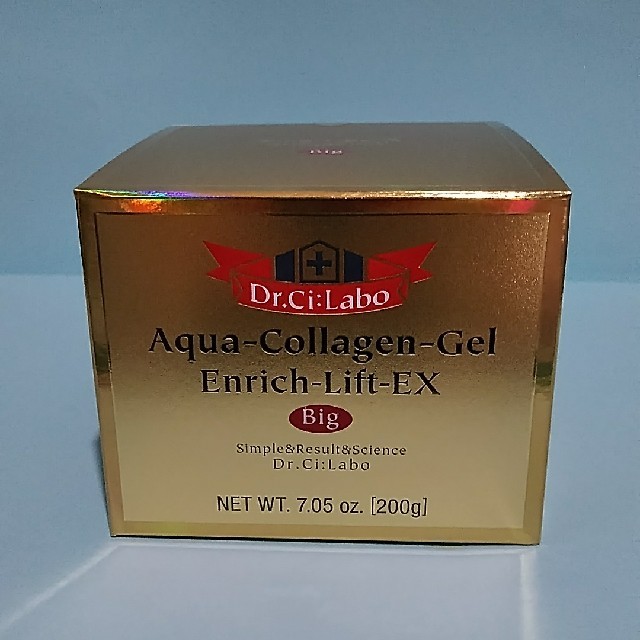 Big
Dr.Ci:Labo
Aqua-Collagen-Gel
Enrich-Lift-EX
Big
Simple&Result&Science
Dr.Ci:Labo
NET WT. 7.05 oz. [200g]